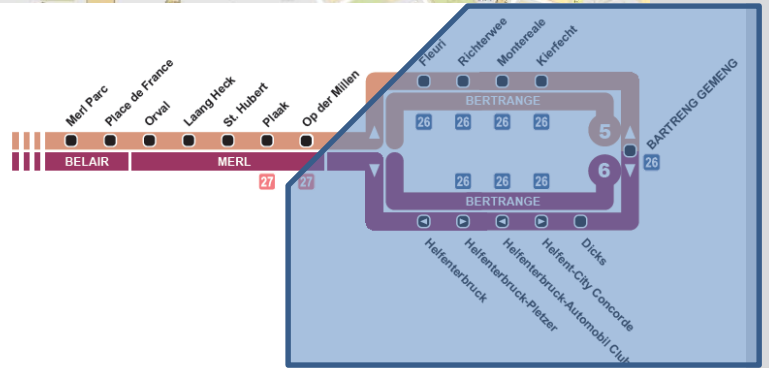 Merl Parc
Place de France
Orval
Laang Heck
St. Hubert
Plaak
Op der Millen
Fleuri
Richterwee
Montereale
Kierfecht
BARTRENG GEMENG
BERTRANGE
26 26 26 26
5
26
BELAIR MERL
27 27
26 26 26
6
BERTRANGE
Helfenterbruck
Helfenterbruck-Pletzer
Helfenterbruck-Automobil Club
Helfent-City Concorde
Dicks